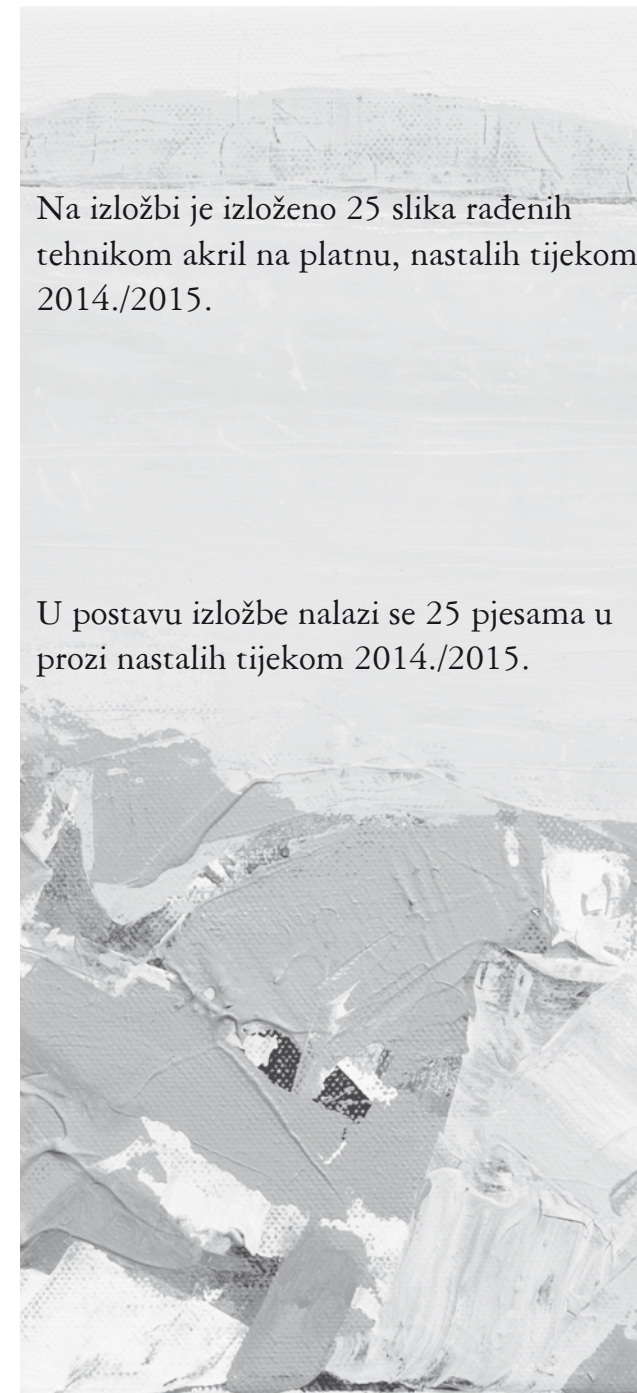 Na izložbi je izloženo 25 slika rađenih
tehnikom akril na platnu, nastalih tijekom
2014./2015.
U postavu izložbe nalazi se 25 pjesama u
prozi nastalih tijekom 2014./2015.